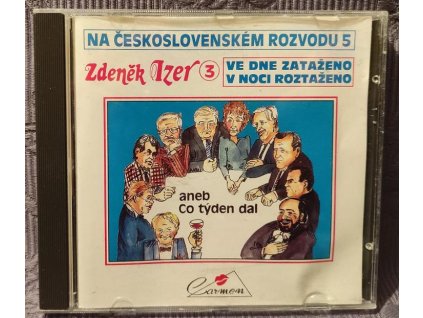 NA ČESKOSLOVENSKÉM ROZVODU 5
Zdeněk Izer 3
VE DNE ZATAŽENO
V NOCI ROZTAŽENO
aneb
Co týden dal
Carmen